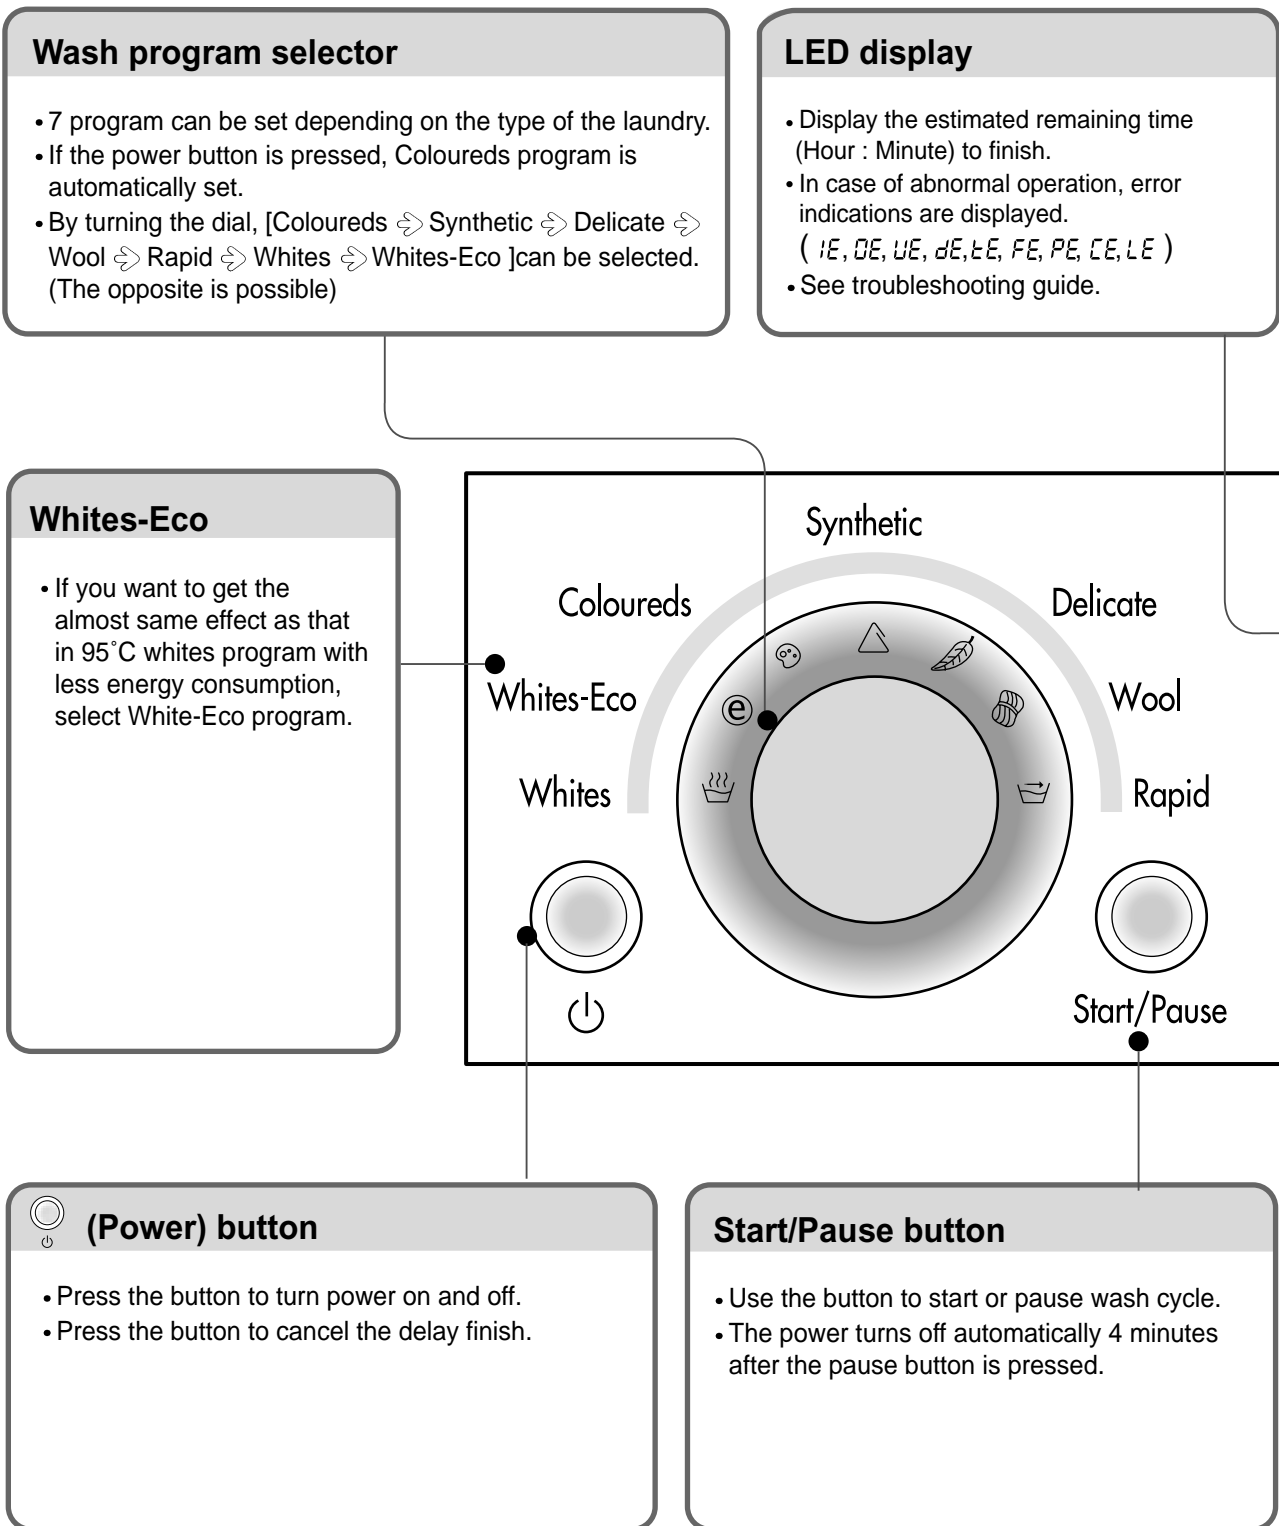 Wash program selector
• 7 program can be set depending on the type of the laundry.
• If the power button is pressed, Coloureds program is
automatically set.
• By turning the dial, [Coloureds Synthetic Delicate
Wool Rapid Whites Whites-Eco ]can be selected.
(The opposite is possible)
LED display
• Display the estimated remaining time
(Hour : Minute) to finish.
• In case of abnormal operation, error
indications are displayed.
( IE, OE, UE, dE, tE, FE, PE, CE, LE )
• See troubleshooting guide.
Whites-Eco
• If you want to get the
almost same effect as that
in 95˚C whites program with
less energy consumption,
select White-Eco program.
Synthetic
Coloureds
Delicate
Whites-Eco
e
Wool
Whites
Rapid
Start/Pause
(Power) button
• Press the button to turn power on and off.
• Press the button to cancel the delay finish.
Start/Pause button
• Use the button to start or pause wash cycle.
• The power turns off automatically 4 minutes
after the pause button is pressed.